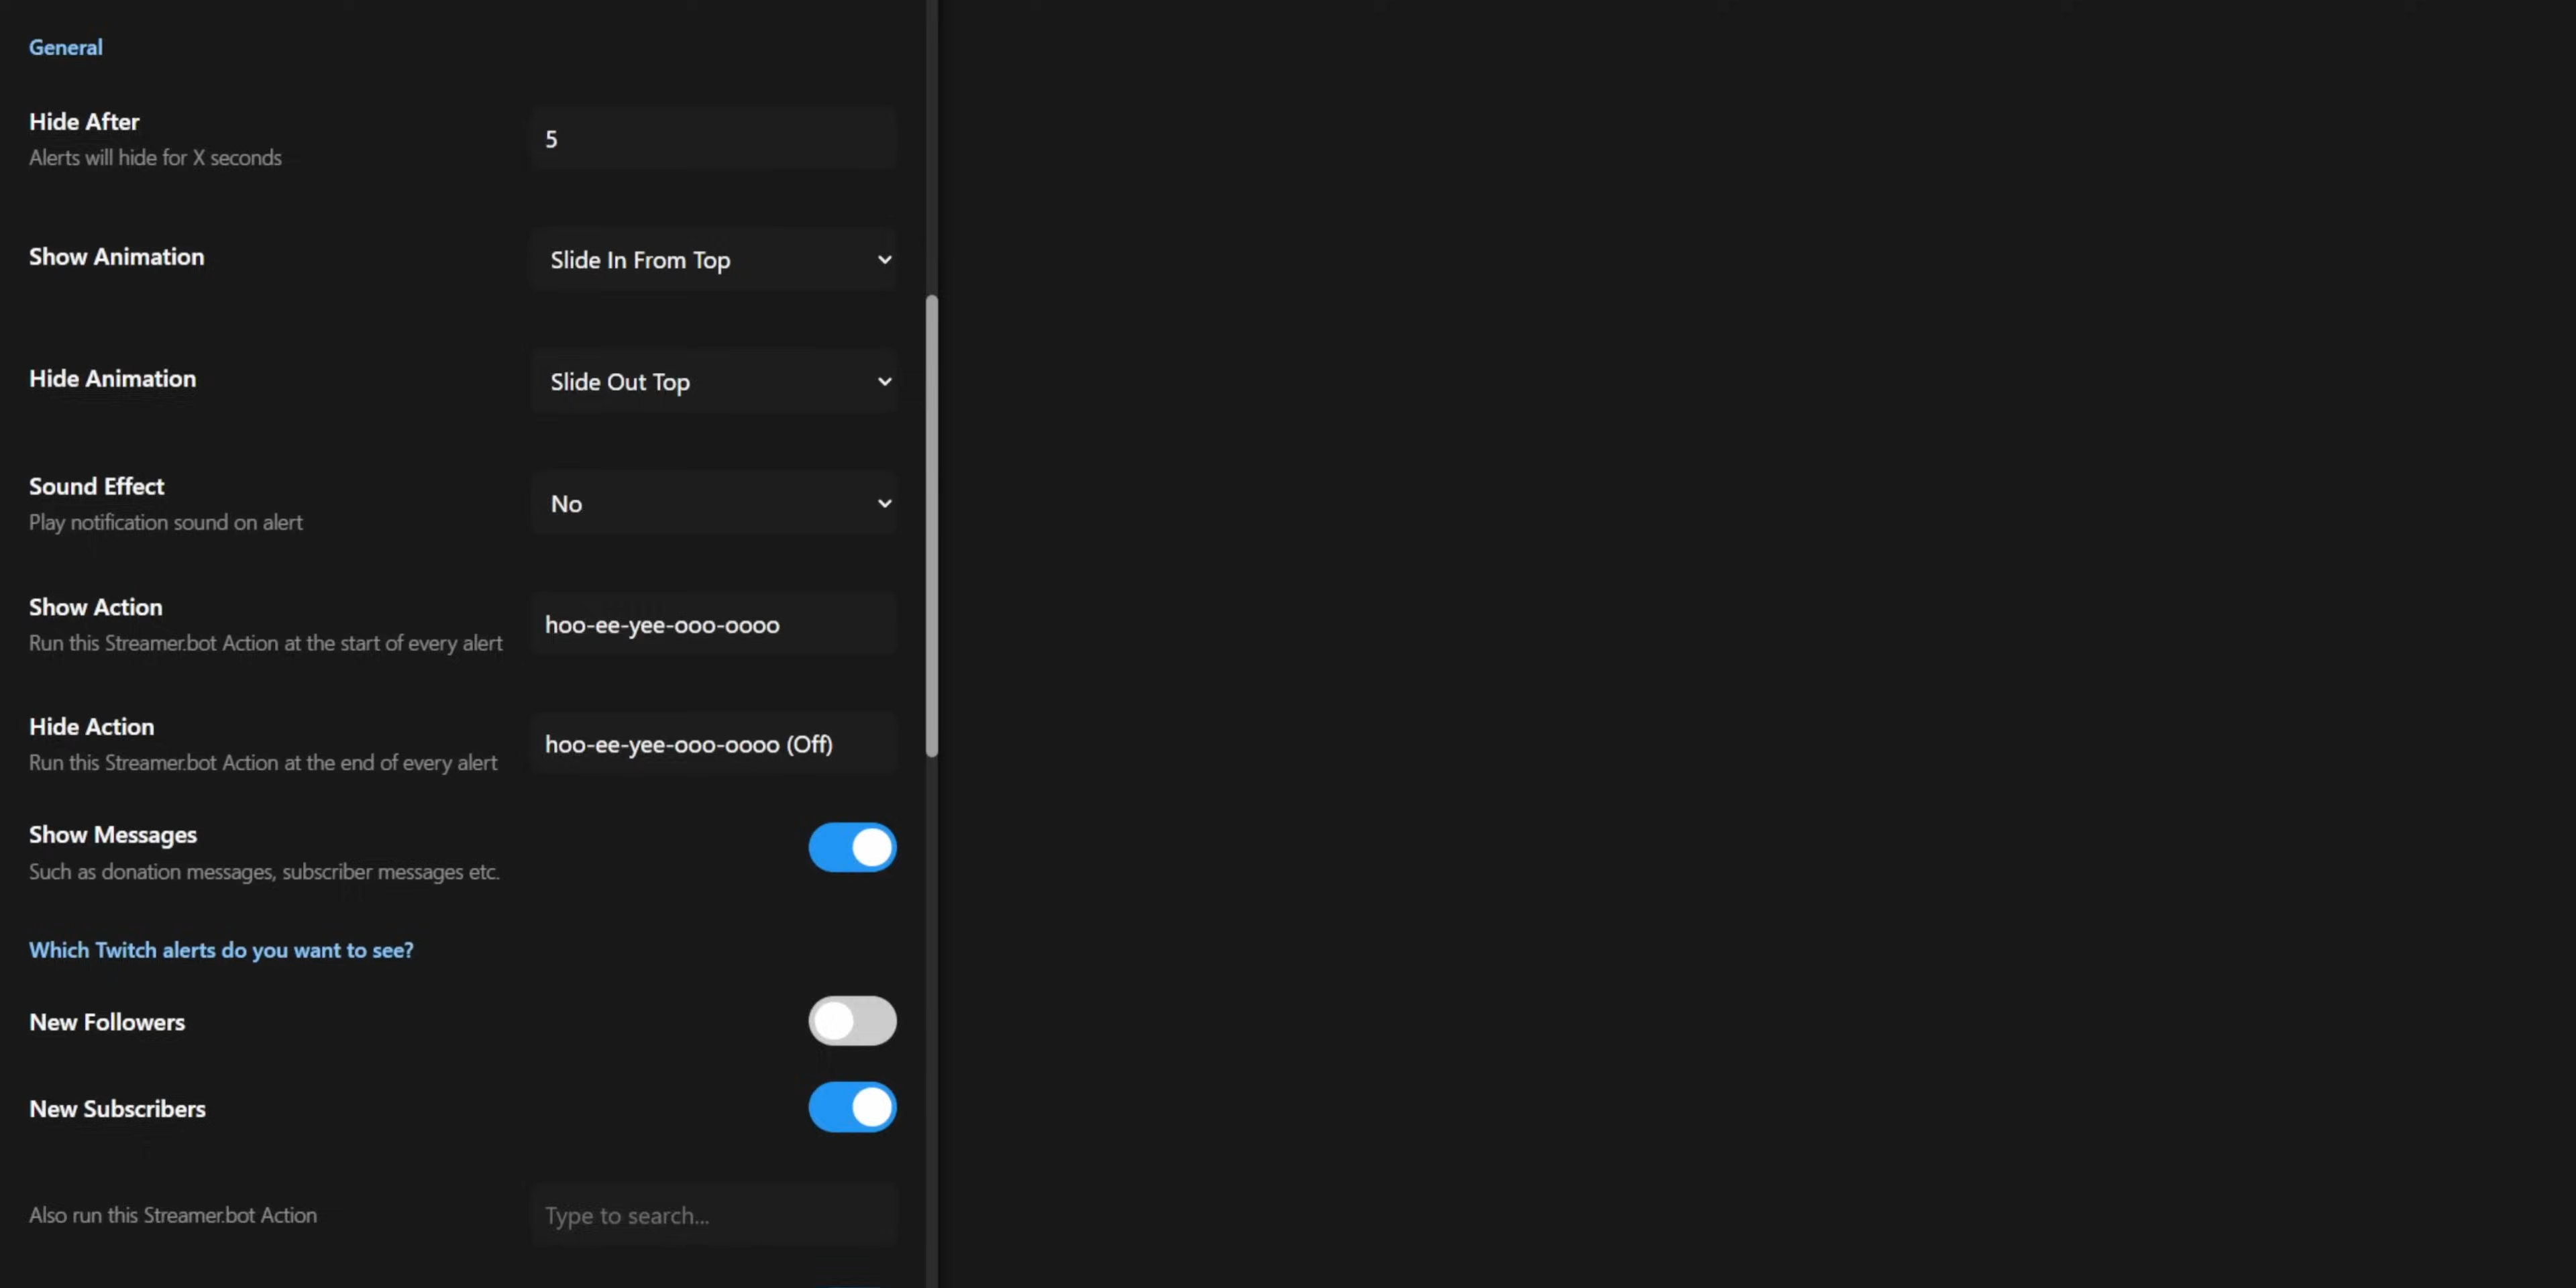 General
Hide After
5
Alerts will hide for X seconds
Show Animation
Slide In From Top
Hide Animation
Slide Out Top
Sound Effect
No
Play notification sound on alert
Show Action
hoo-ee-yee-ooo-oooo
Run this Streamer.bot Action at the start of every alert
Hide Action
hoo-ee-yee-ooo-oooo (Off)
Run this Streamer.bot Action at the end of every alert
Show Messages
Such as donation messages, subscriber messages etc.
Which Twitch alerts do you want to see?
New Followers
New Subscribers
Also run this Streamer.bot Action
Type to search...